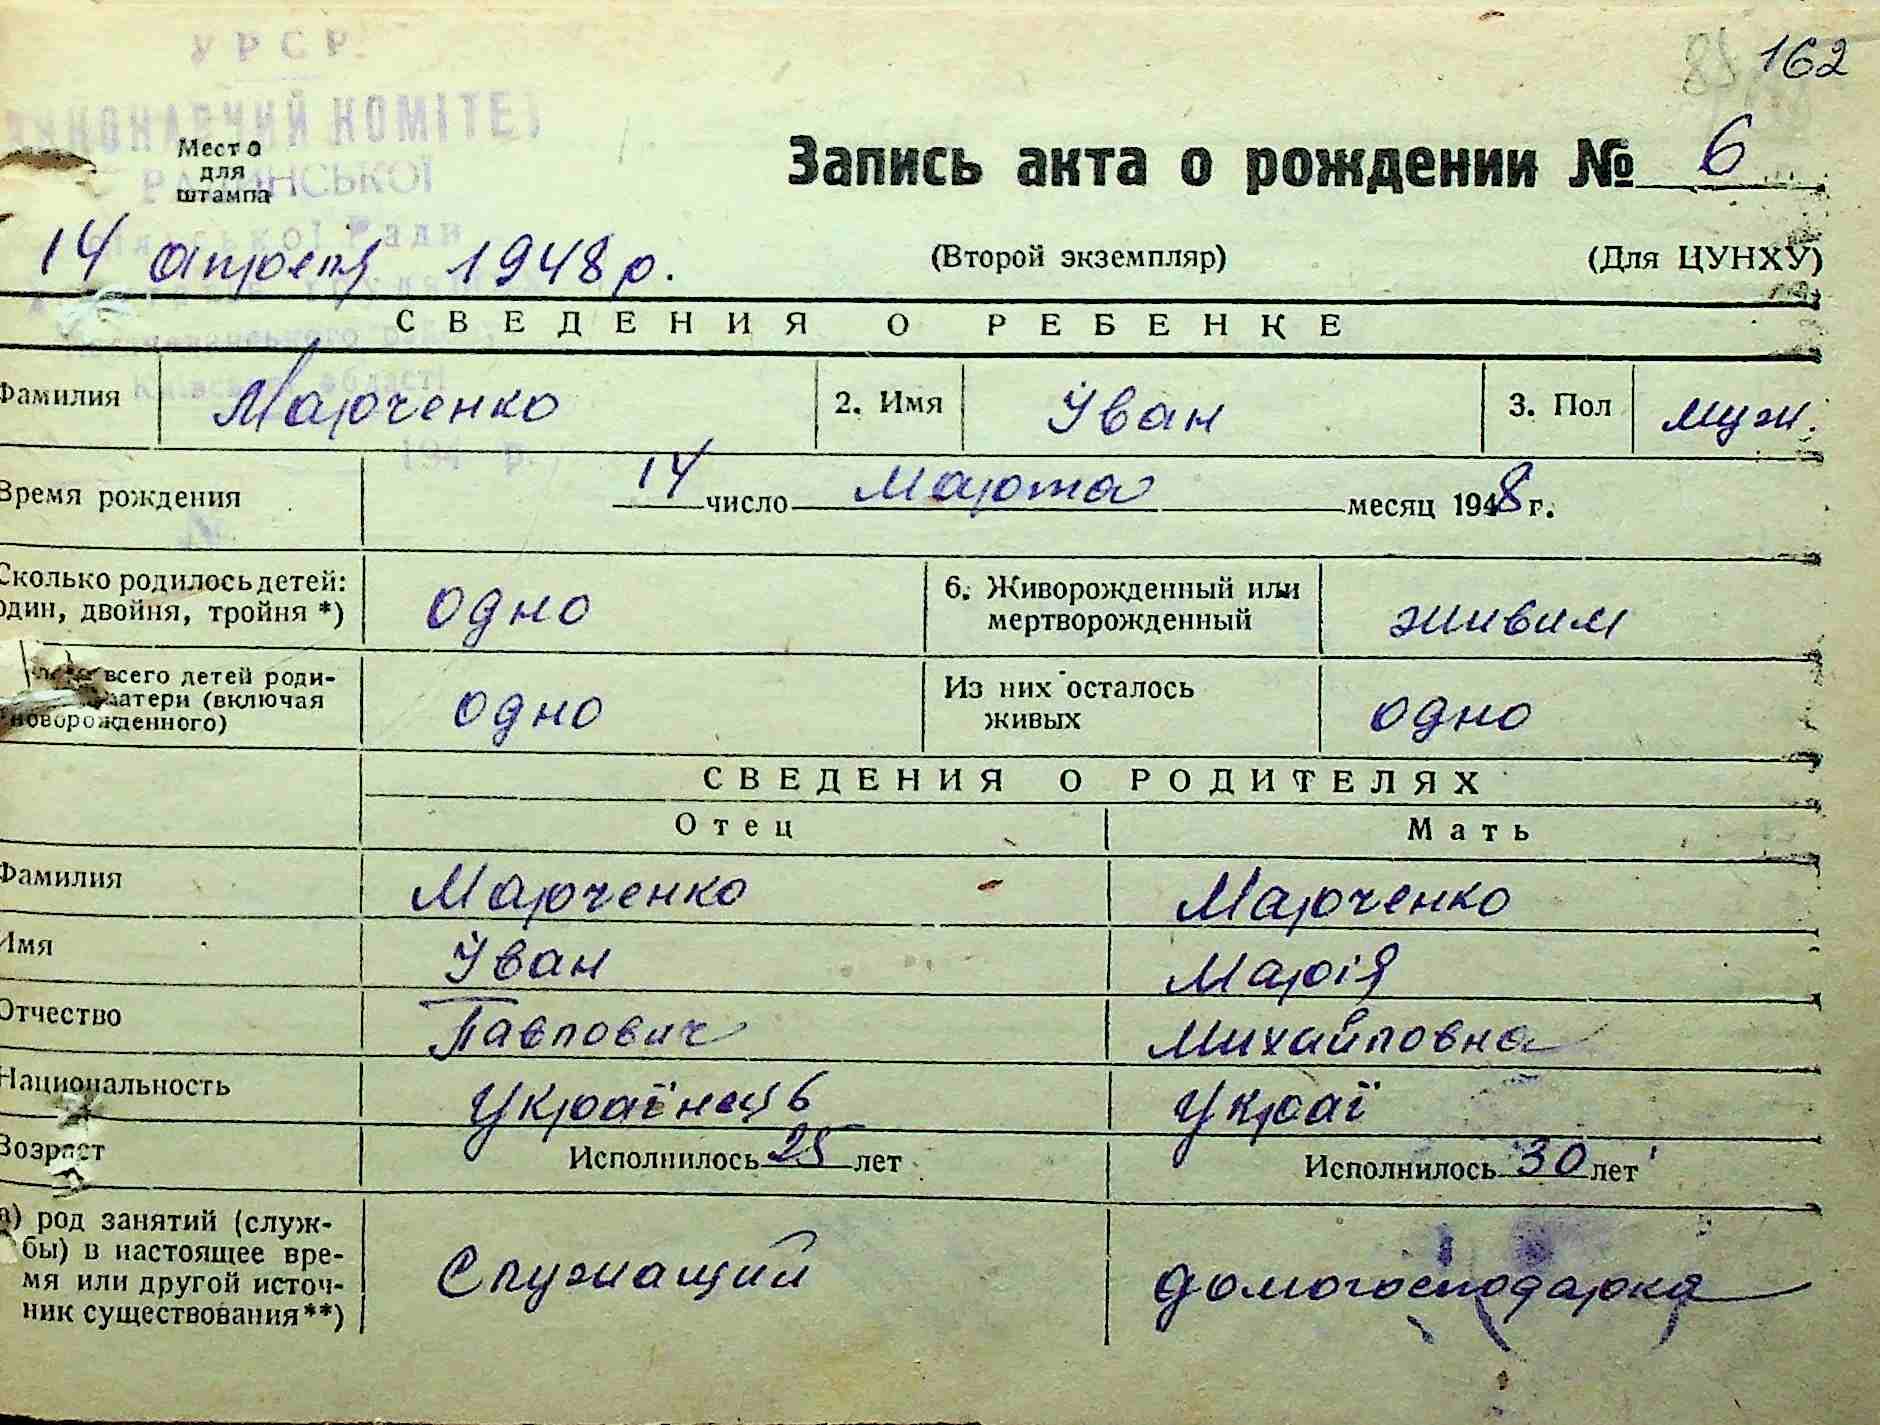 162
УРСР
ВИКОНАВЧИЙ КОМІТЕТ
Место
для
штампа
Запись акта о рождении № 6
14 апреля 1948 р.
(Второй экземпляр)
(Для ЦУНХУ)
СВЕДЕНИЯ О РЕБЕНКЕ
Фамилия Марченко 2. Имя Іван 3. Пол муж.
Время рождения 14 число Марта месяц 1948 г.
Сколько родилось детей:
один, двойня, тройня *)
одно
6. Живорожденный или
мертворожденный
живим
всего детей роди-
матери (включая
новорожденного)
одно
Из них осталось
живых
одно
СВЕДЕНИЯ О РОДИТЕЛЯХ
Отец Мать
Фамилия Марченко Марченко
Имя Іван Марія
Отчество Павлович Михайловна
Национальность Українець Украї
Возраст Исполнилось 25 лет Исполнилось 30 лет
а) род занятий (служ-
бы) в настоящее вре-
мя или другой источ-
ник существования**)
Служащий домогосподарка